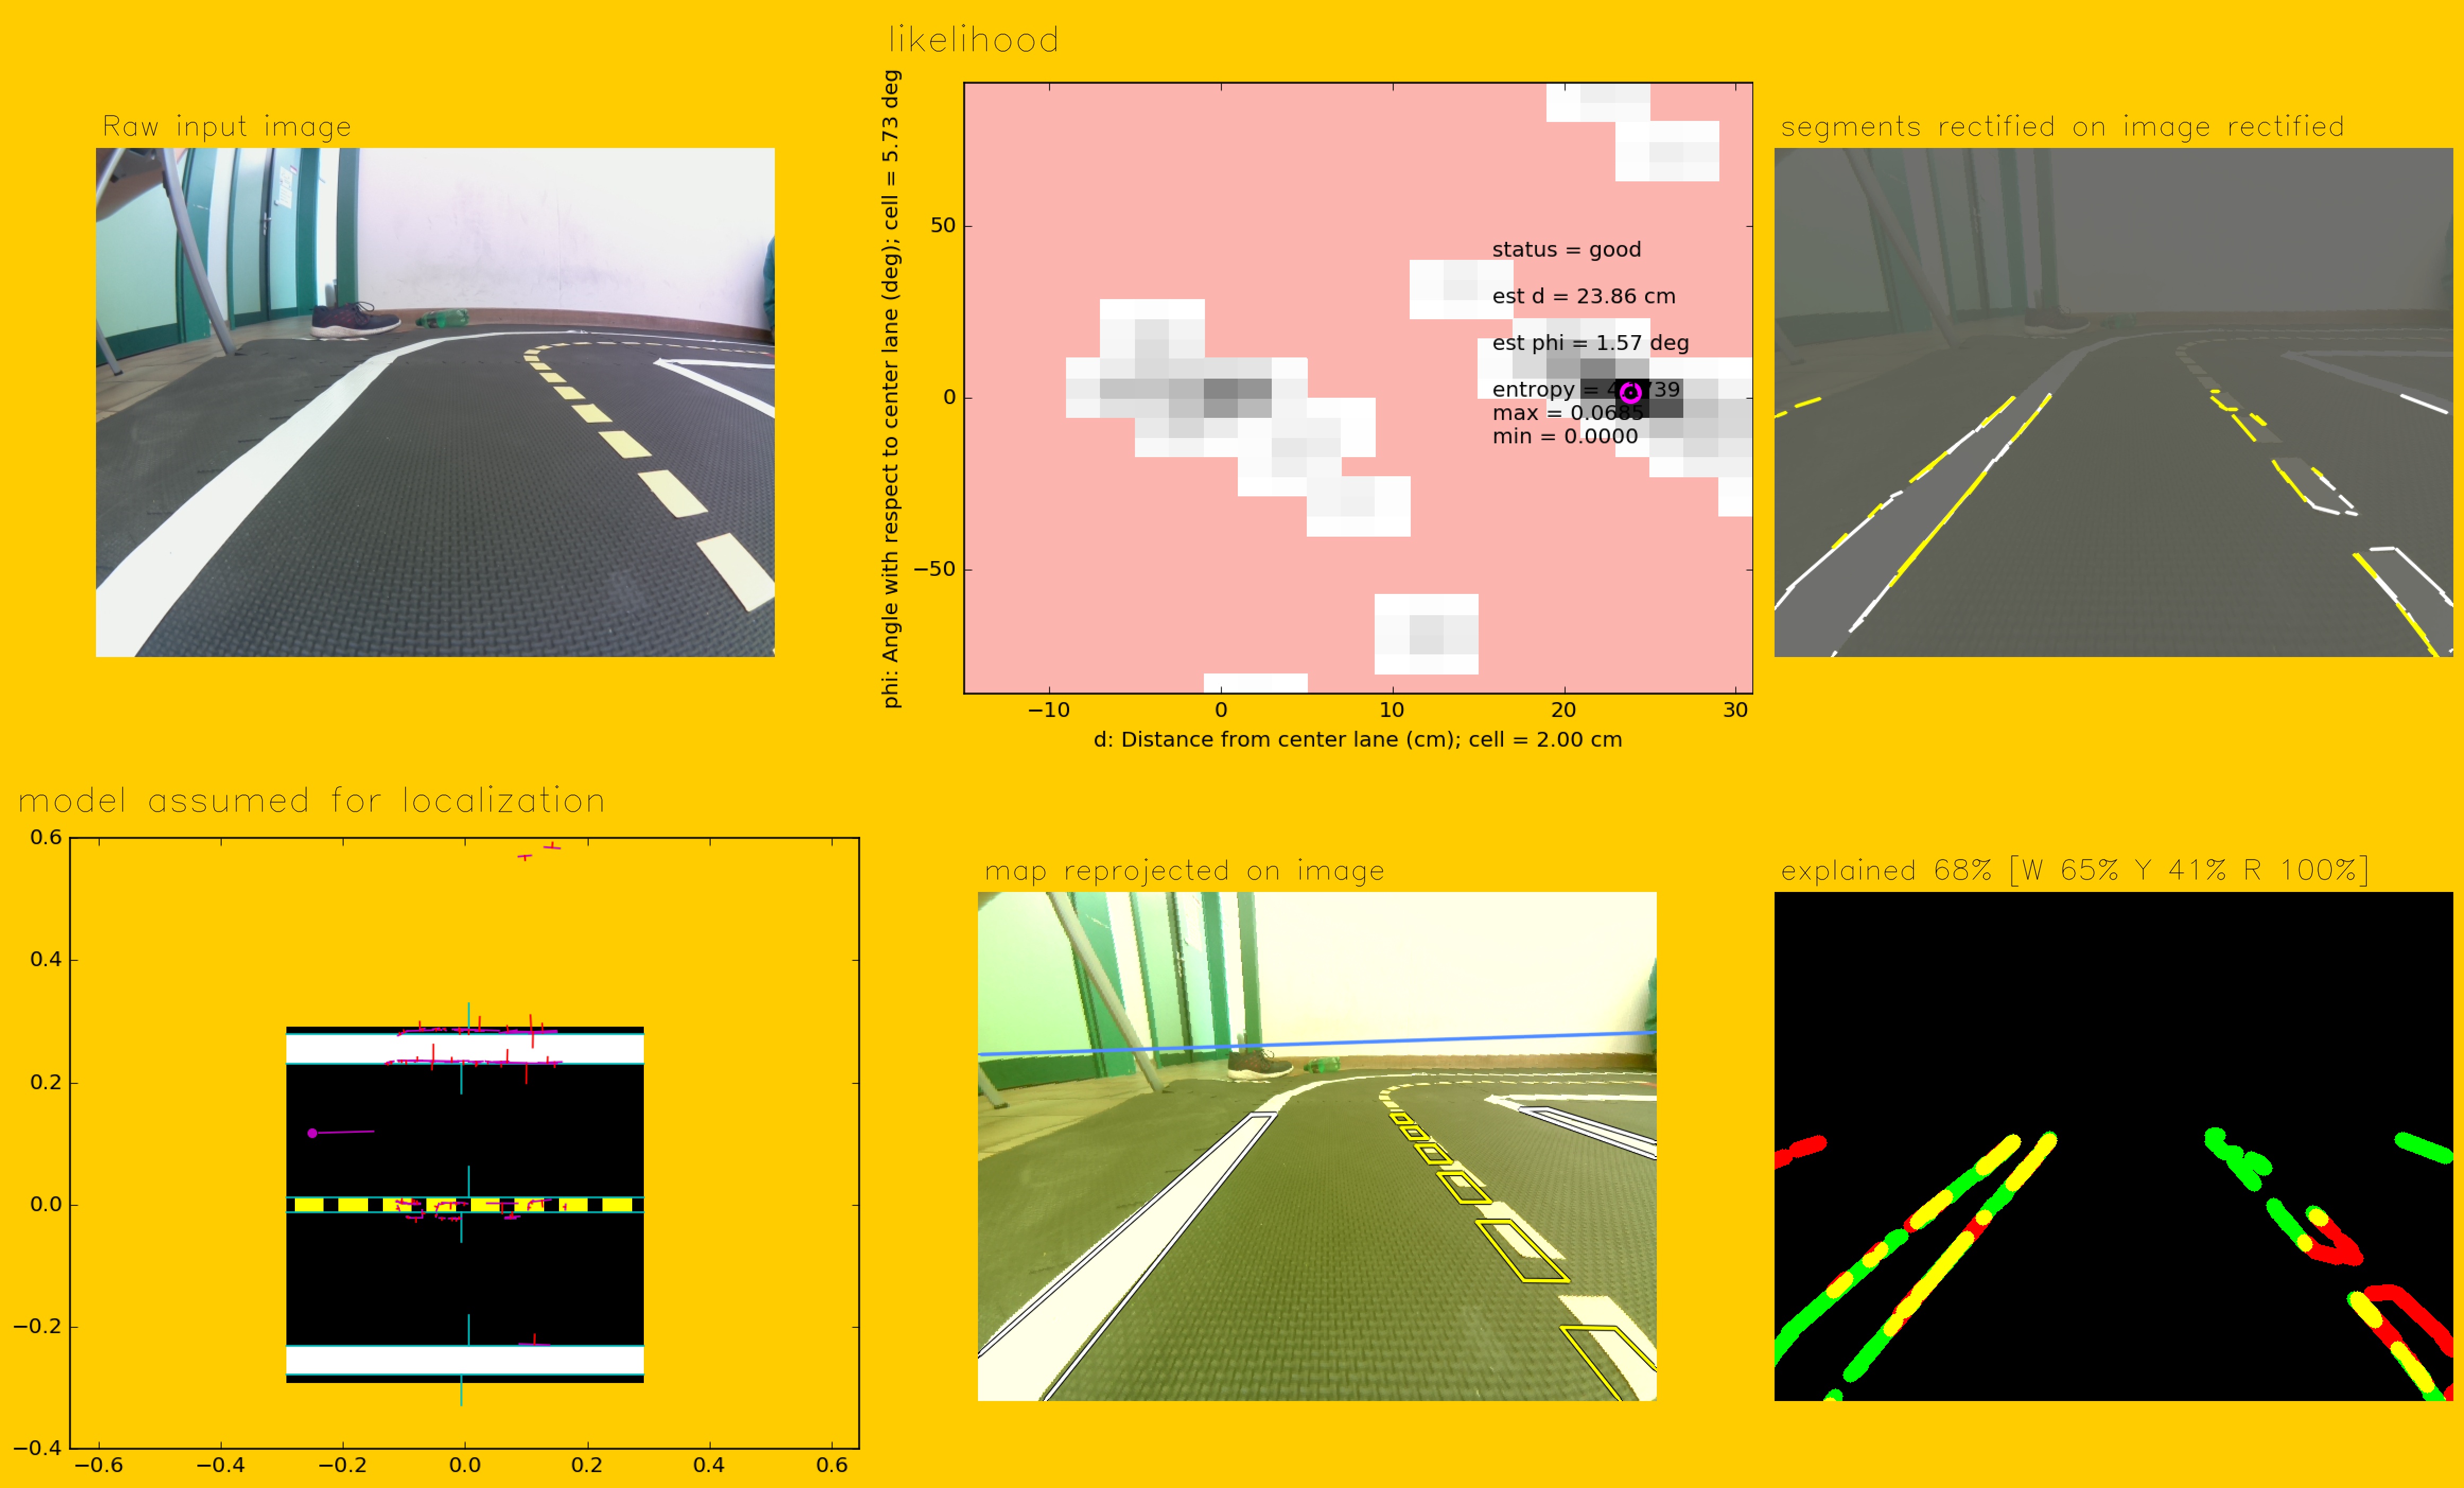 likelihood
Raw input image
segments rectified on image rectified
phi: Angle with respect to center lane (deg); cell = 5.73 deg
50
0
−50
status = good
est d = 23.86 cm
est phi = 1.57 deg
entropy = 739
max = 0.0685
min = 0.0000
−10
0
10
20
30
d: Distance from center lane (cm); cell = 2.00 cm
model assumed for localization
0.6
0.4
0.2
0.0
−0.2
−0.4
−0.6
−0.4
−0.2
0.0
0.2
0.4
0.6
map reprojected on image
explained 68% [W 65% Y 41% R 100%]